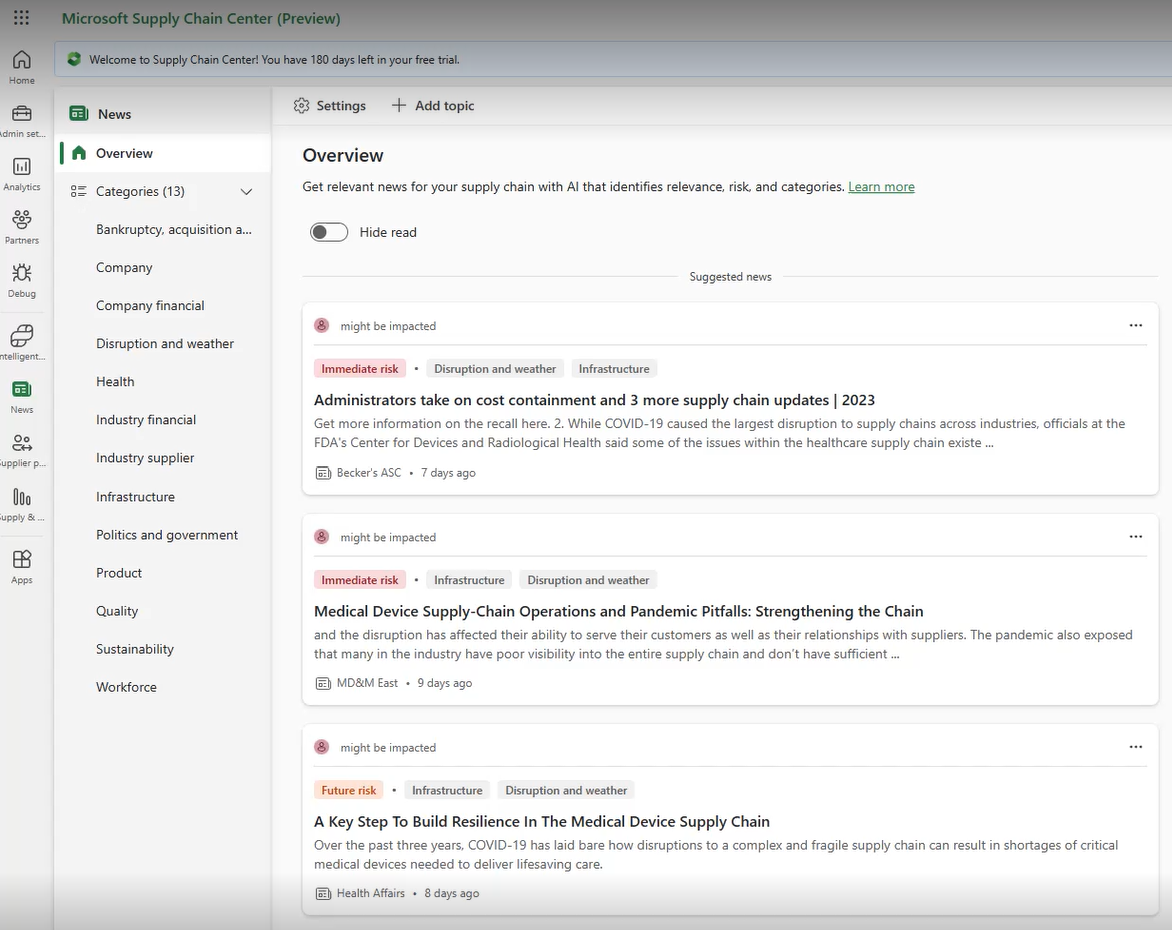 Microsoft Supply Chain Center (Preview)
Welcome to Supply Chain Center! You have 180 days left in your free trial.
Home
Admin set...
Analytics
Partners
Debug
Intelligent...
News
Supplier p...
Supply & ...
Apps
News
Overview
Categories (13)
Bankruptcy, acquisition a...
Company
Company financial
Disruption and weather
Health
Industry financial
Industry supplier
Infrastructure
Politics and government
Product
Quality
Sustainability
Workforce
Settings
Add topic
Overview
Get relevant news for your supply chain with AI that identifies relevance, risk, and categories. Learn more
Hide read
Suggested news
might be impacted
Immediate risk • Disruption and weather Infrastructure
Administrators take on cost containment and 3 more supply chain updates | 2023
Get more information on the recall here. 2. While COVID-19 caused the largest disruption to supply chains across industries, officials at the
FDA's Center for Devices and Radiological Health said some of the issues within the healthcare supply chain existe ...
Becker's ASC • 7 days ago
might be impacted
Immediate risk • Infrastructure Disruption and weather
Medical Device Supply-Chain Operations and Pandemic Pitfalls: Strengthening the Chain
and the disruption has affected their ability to serve their customers as well as their relationships with suppliers. The pandemic also exposed
that many in the industry have poor visibility into the entire supply chain and don't have sufficient ...
MD&M East • 9 days ago
might be impacted
Future risk • Infrastructure Disruption and weather
A Key Step To Build Resilience In The Medical Device Supply Chain
Over the past three years, COVID-19 has laid bare how disruptions to a complex and fragile supply chain can result in shortages of critical
medical devices needed to deliver lifesaving care.
Health Affairs • 8 days ago